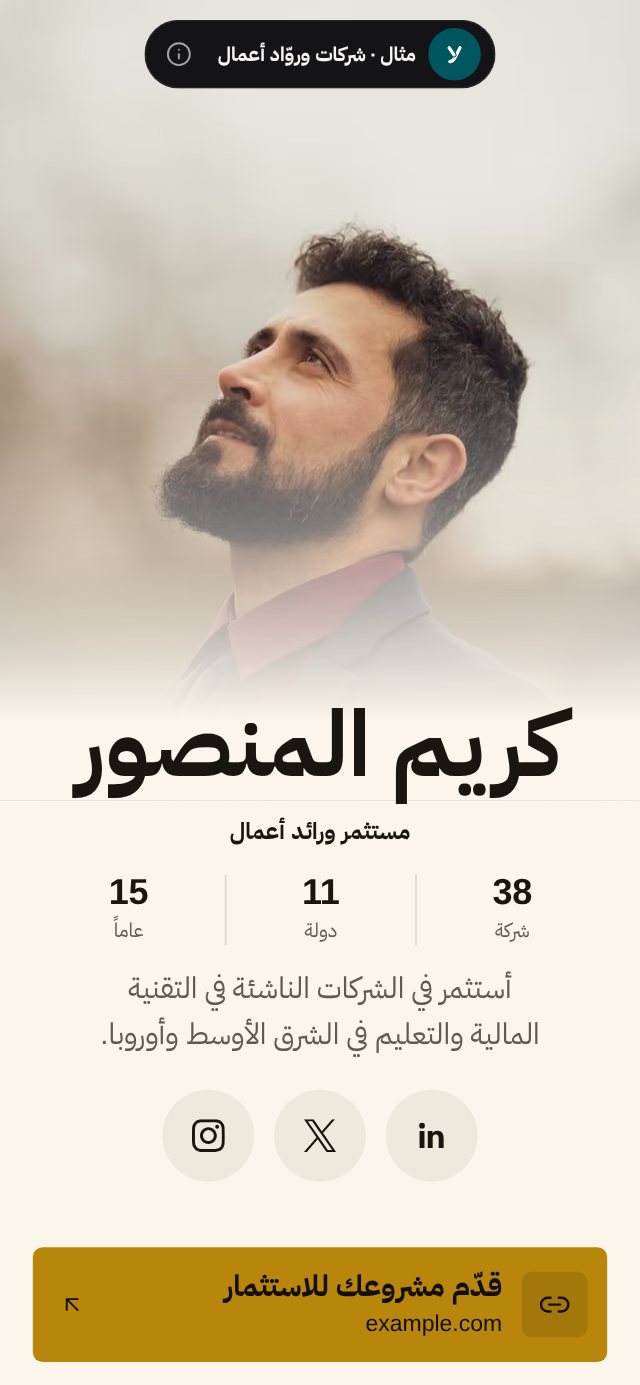 مثال · شركات وروّاد أعمال
كريم المنصور
مستثمر ورائد أعمال
38 11 15
شركة دولة عاماً
أستثمر في الشركات الناشئة في التقنية
المالية والتعليم في الشرق الأوسط وأوروبا.
in
قدّم مشروعك للاستثمار
example.com